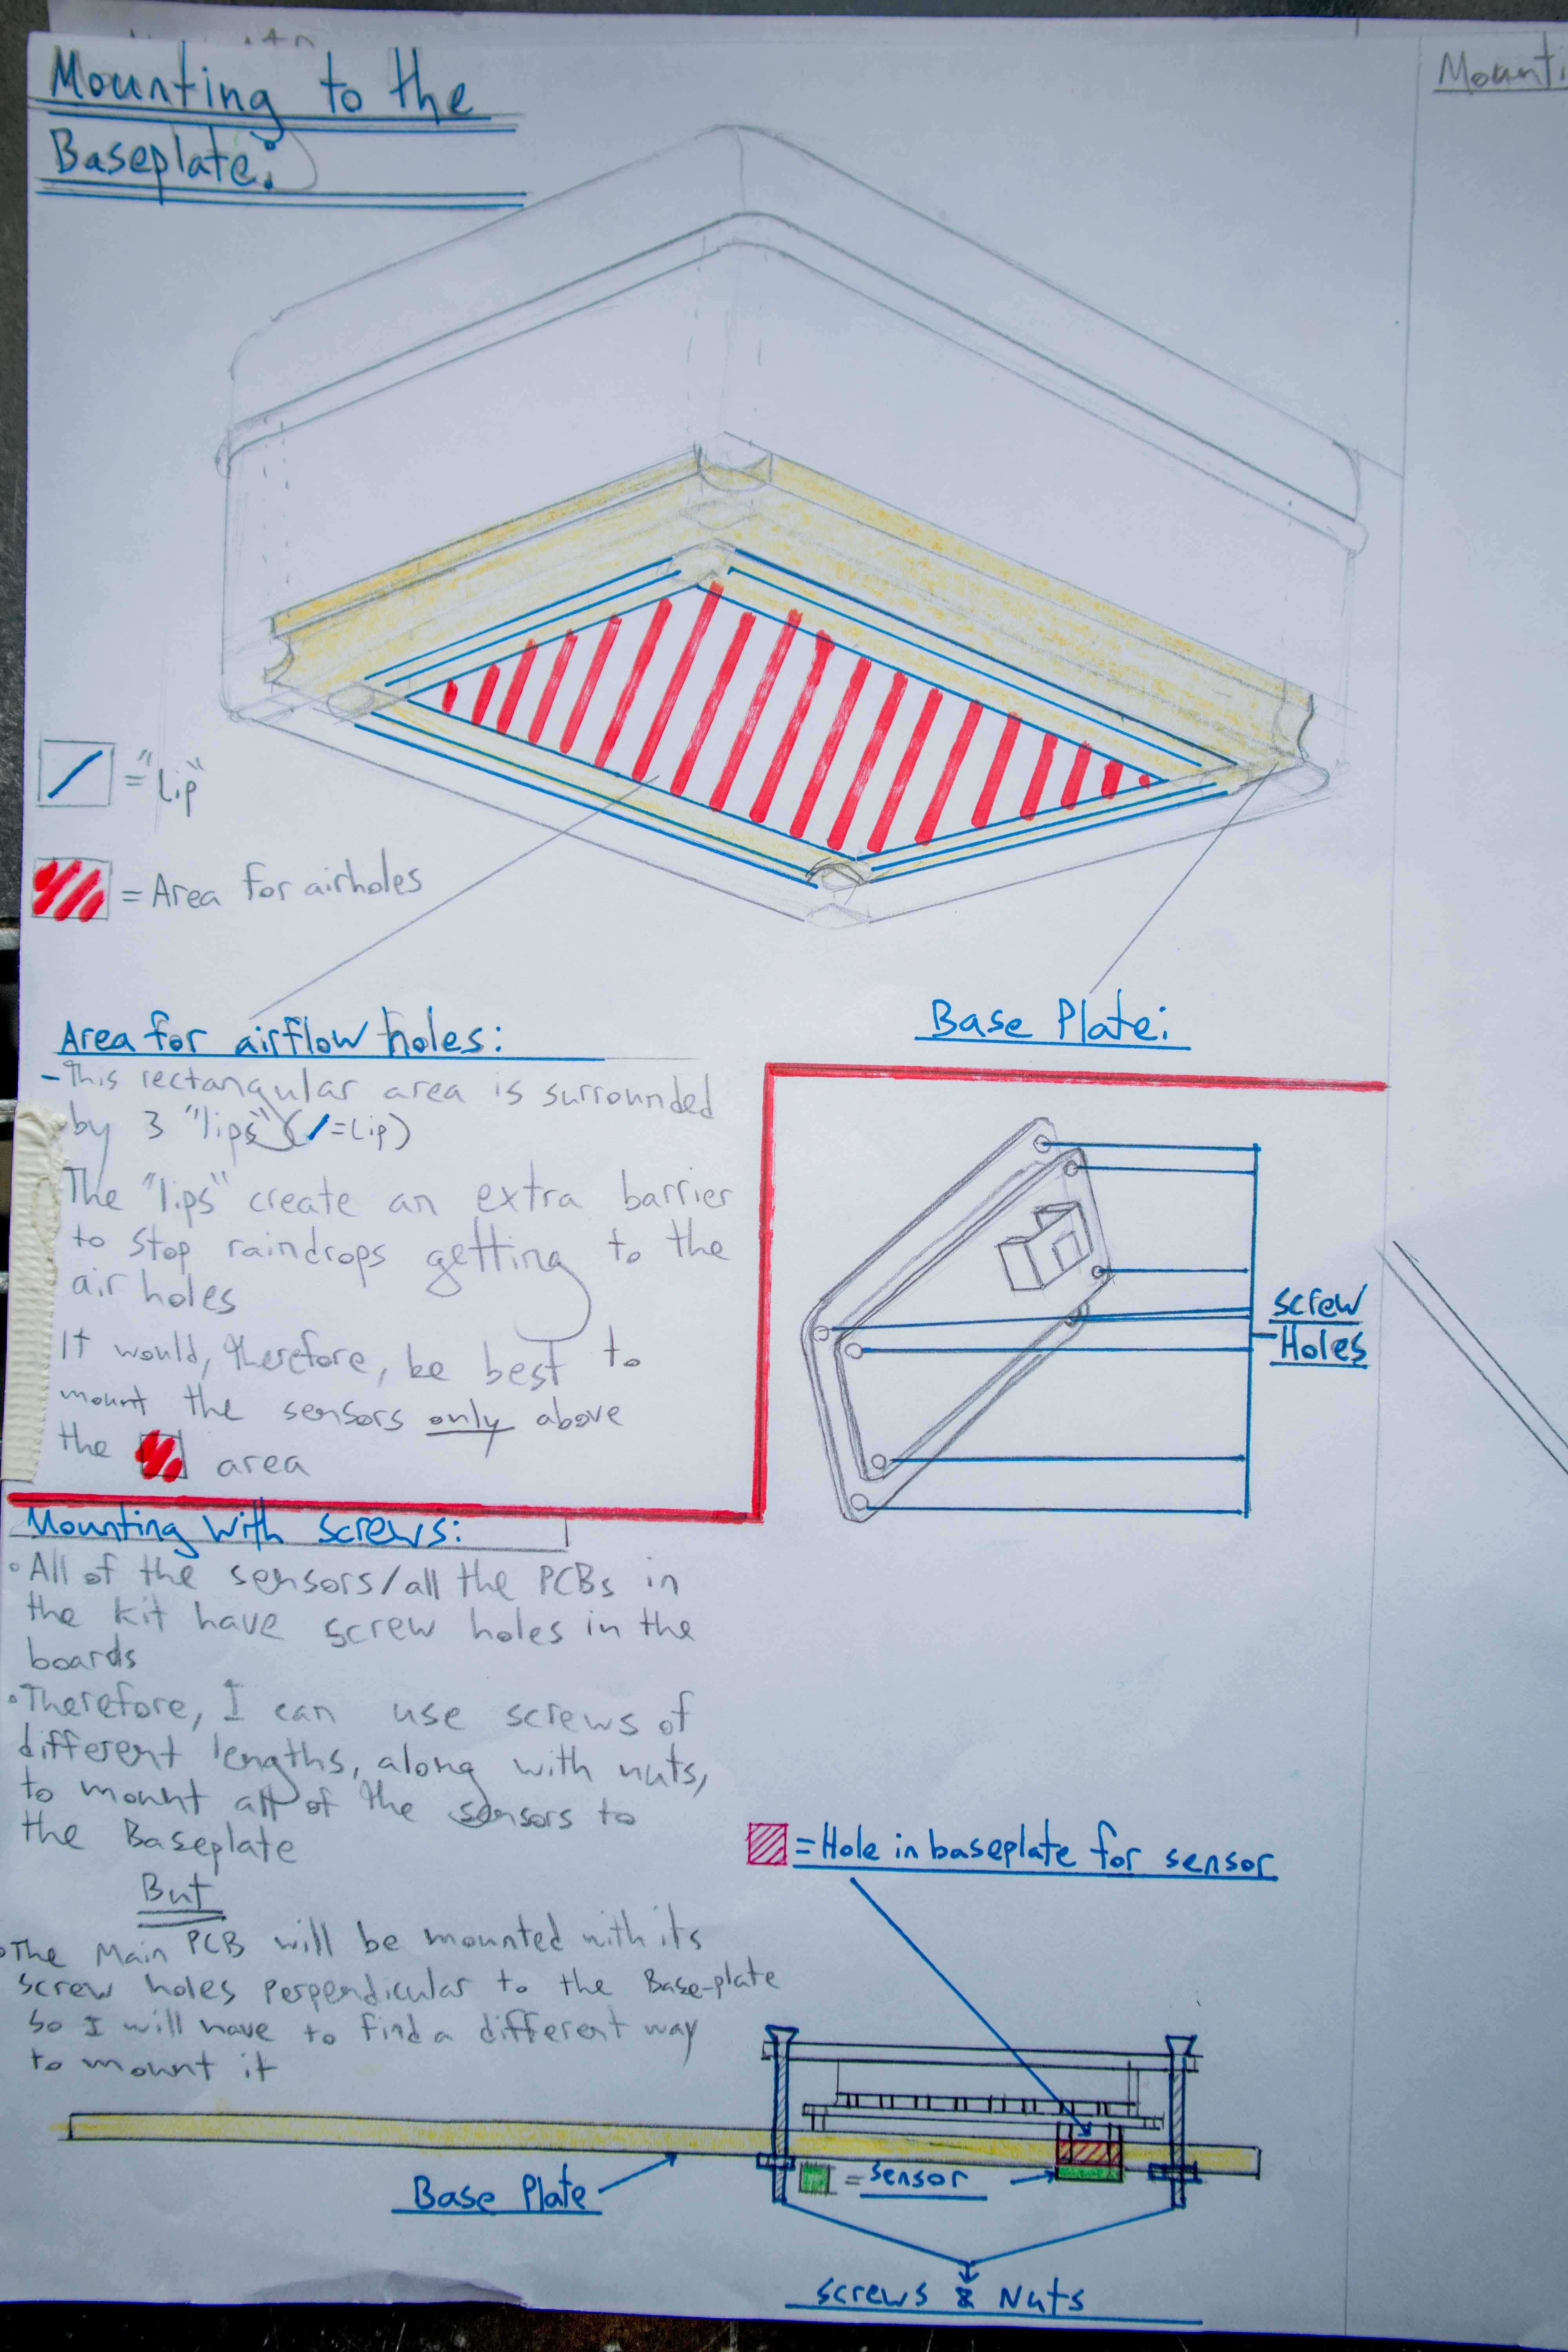 Mounting to the
Baseplate:
Mounti
= "Lip"
= Area for airholes
Area for airflow holes:
- This rectangular area is surrounded
by 3 "lips" (/=Lip)
The "lips" create an extra barrier
to stop raindrops getting to the
air holes
It would, therefore, be best to
mount the sensors only above
the area
Base Plate:
screw
Holes
Mounting with screws:
• All of the sensors/all the PCBs in
the kit have screw holes in the
boards
• Therefore, I can use screws of
different lengths, along with nuts,
to mount all of the sensors to
the Baseplate
But
• The Main PCB will be mounted with its
screw holes perpendicular to the Base-plate
so I will have to find a different way
to mount it
= Hole in baseplate for sensor
Base Plate
= sensor
screws & Nuts